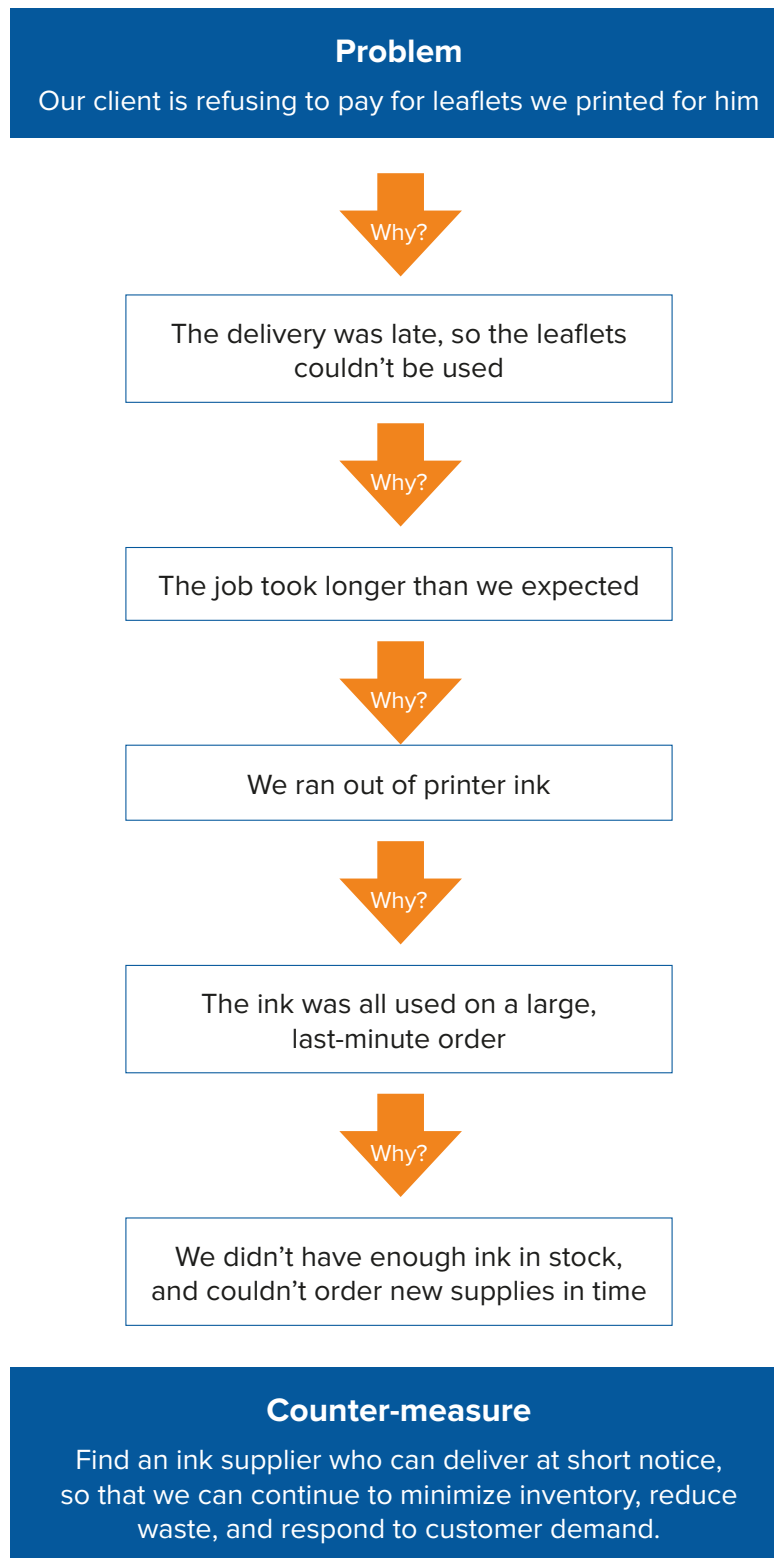 Problem
Our client is refusing to pay for leaflets we printed for him
Why?
The delivery was late, so the leaflets
couldn’t be used
Why?
The job took longer than we expected
Why?
We ran out of printer ink
Why?
The ink was all used on a large,
last-minute order
Why?
We didn’t have enough ink in stock,
and couldn’t order new supplies in time
Counter-measure
Find an ink supplier who can deliver at short notice,
so that we can continue to minimize inventory, reduce
waste, and respond to customer demand.